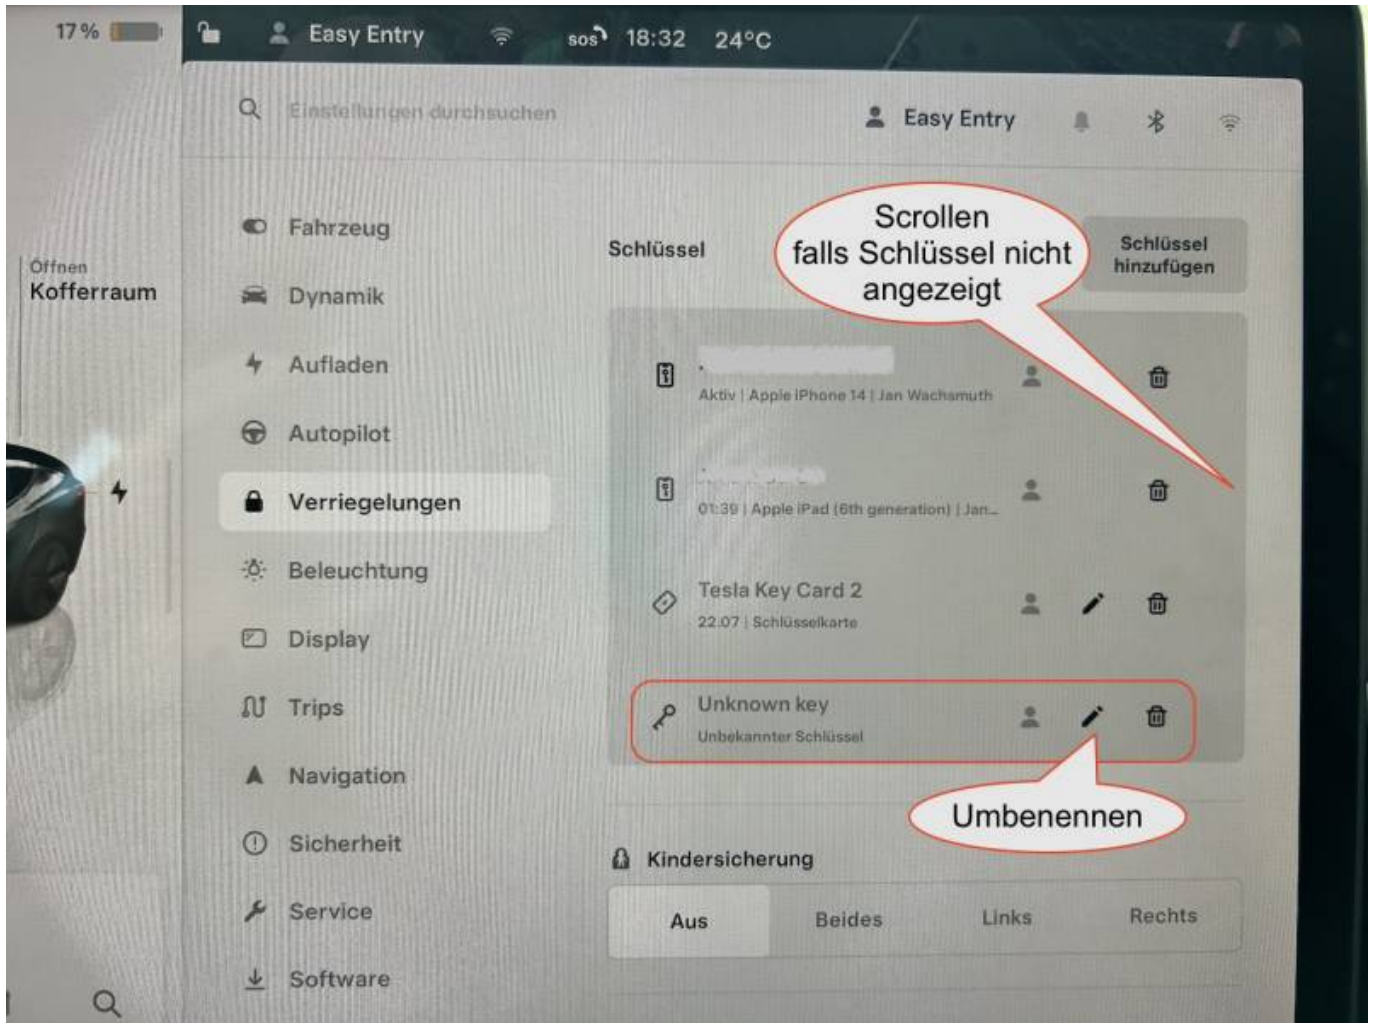 17 %
Easy Entry
sos
18:32
24°C
Einstellungen durchsuchen
Easy Entry
Öffnen
Kofferraum
Fahrzeug
Dynamik
Aufladen
Autopilot
Verriegelungen
Beleuchtung
Display
Trips
Navigation
Sicherheit
Service
Software
Schlüssel
Scrollen
falls Schlüssel nicht
angezeigt
Schlüssel
hinzufügen
Aktiv | Apple iPhone 14 | Jan Wachsmuth
01:39 | Apple iPad (6th generation) | Jan...
Tesla Key Card 2
22.07 | Schlüsselkarte
Unknown key
Unbekannter Schlüssel
Umbenennen
Kindersicherung
Aus
Beides
Links
Rechts